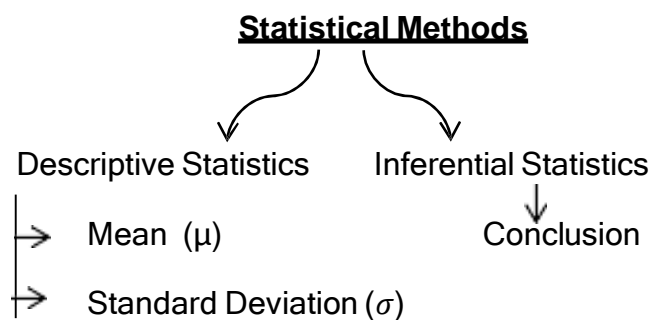 Statistical Methods
Descriptive Statistics
Inferential Statistics
Mean (μ)
Conclusion
Standard Deviation (𝜎)